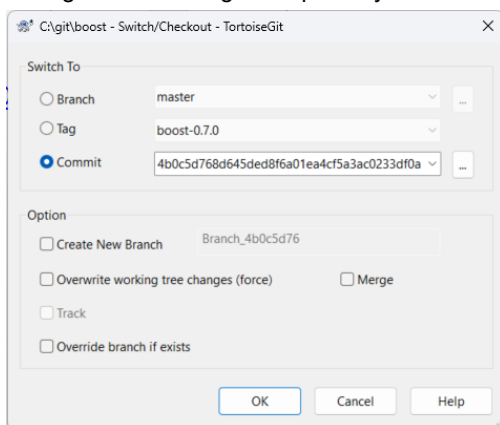 C:\git\boost - Switch/Checkout - TortoiseGit
Switch To
Branch master ...
Tag boost-0.7.0
Commit 4b0c5d768d645ded8f6a01ea4cf5a3ac0233df0a ...
Option
Create New Branch Branch_4b0c5d76
Overwrite working tree changes (force) Merge
Track
Override branch if exists
OK Cancel Help